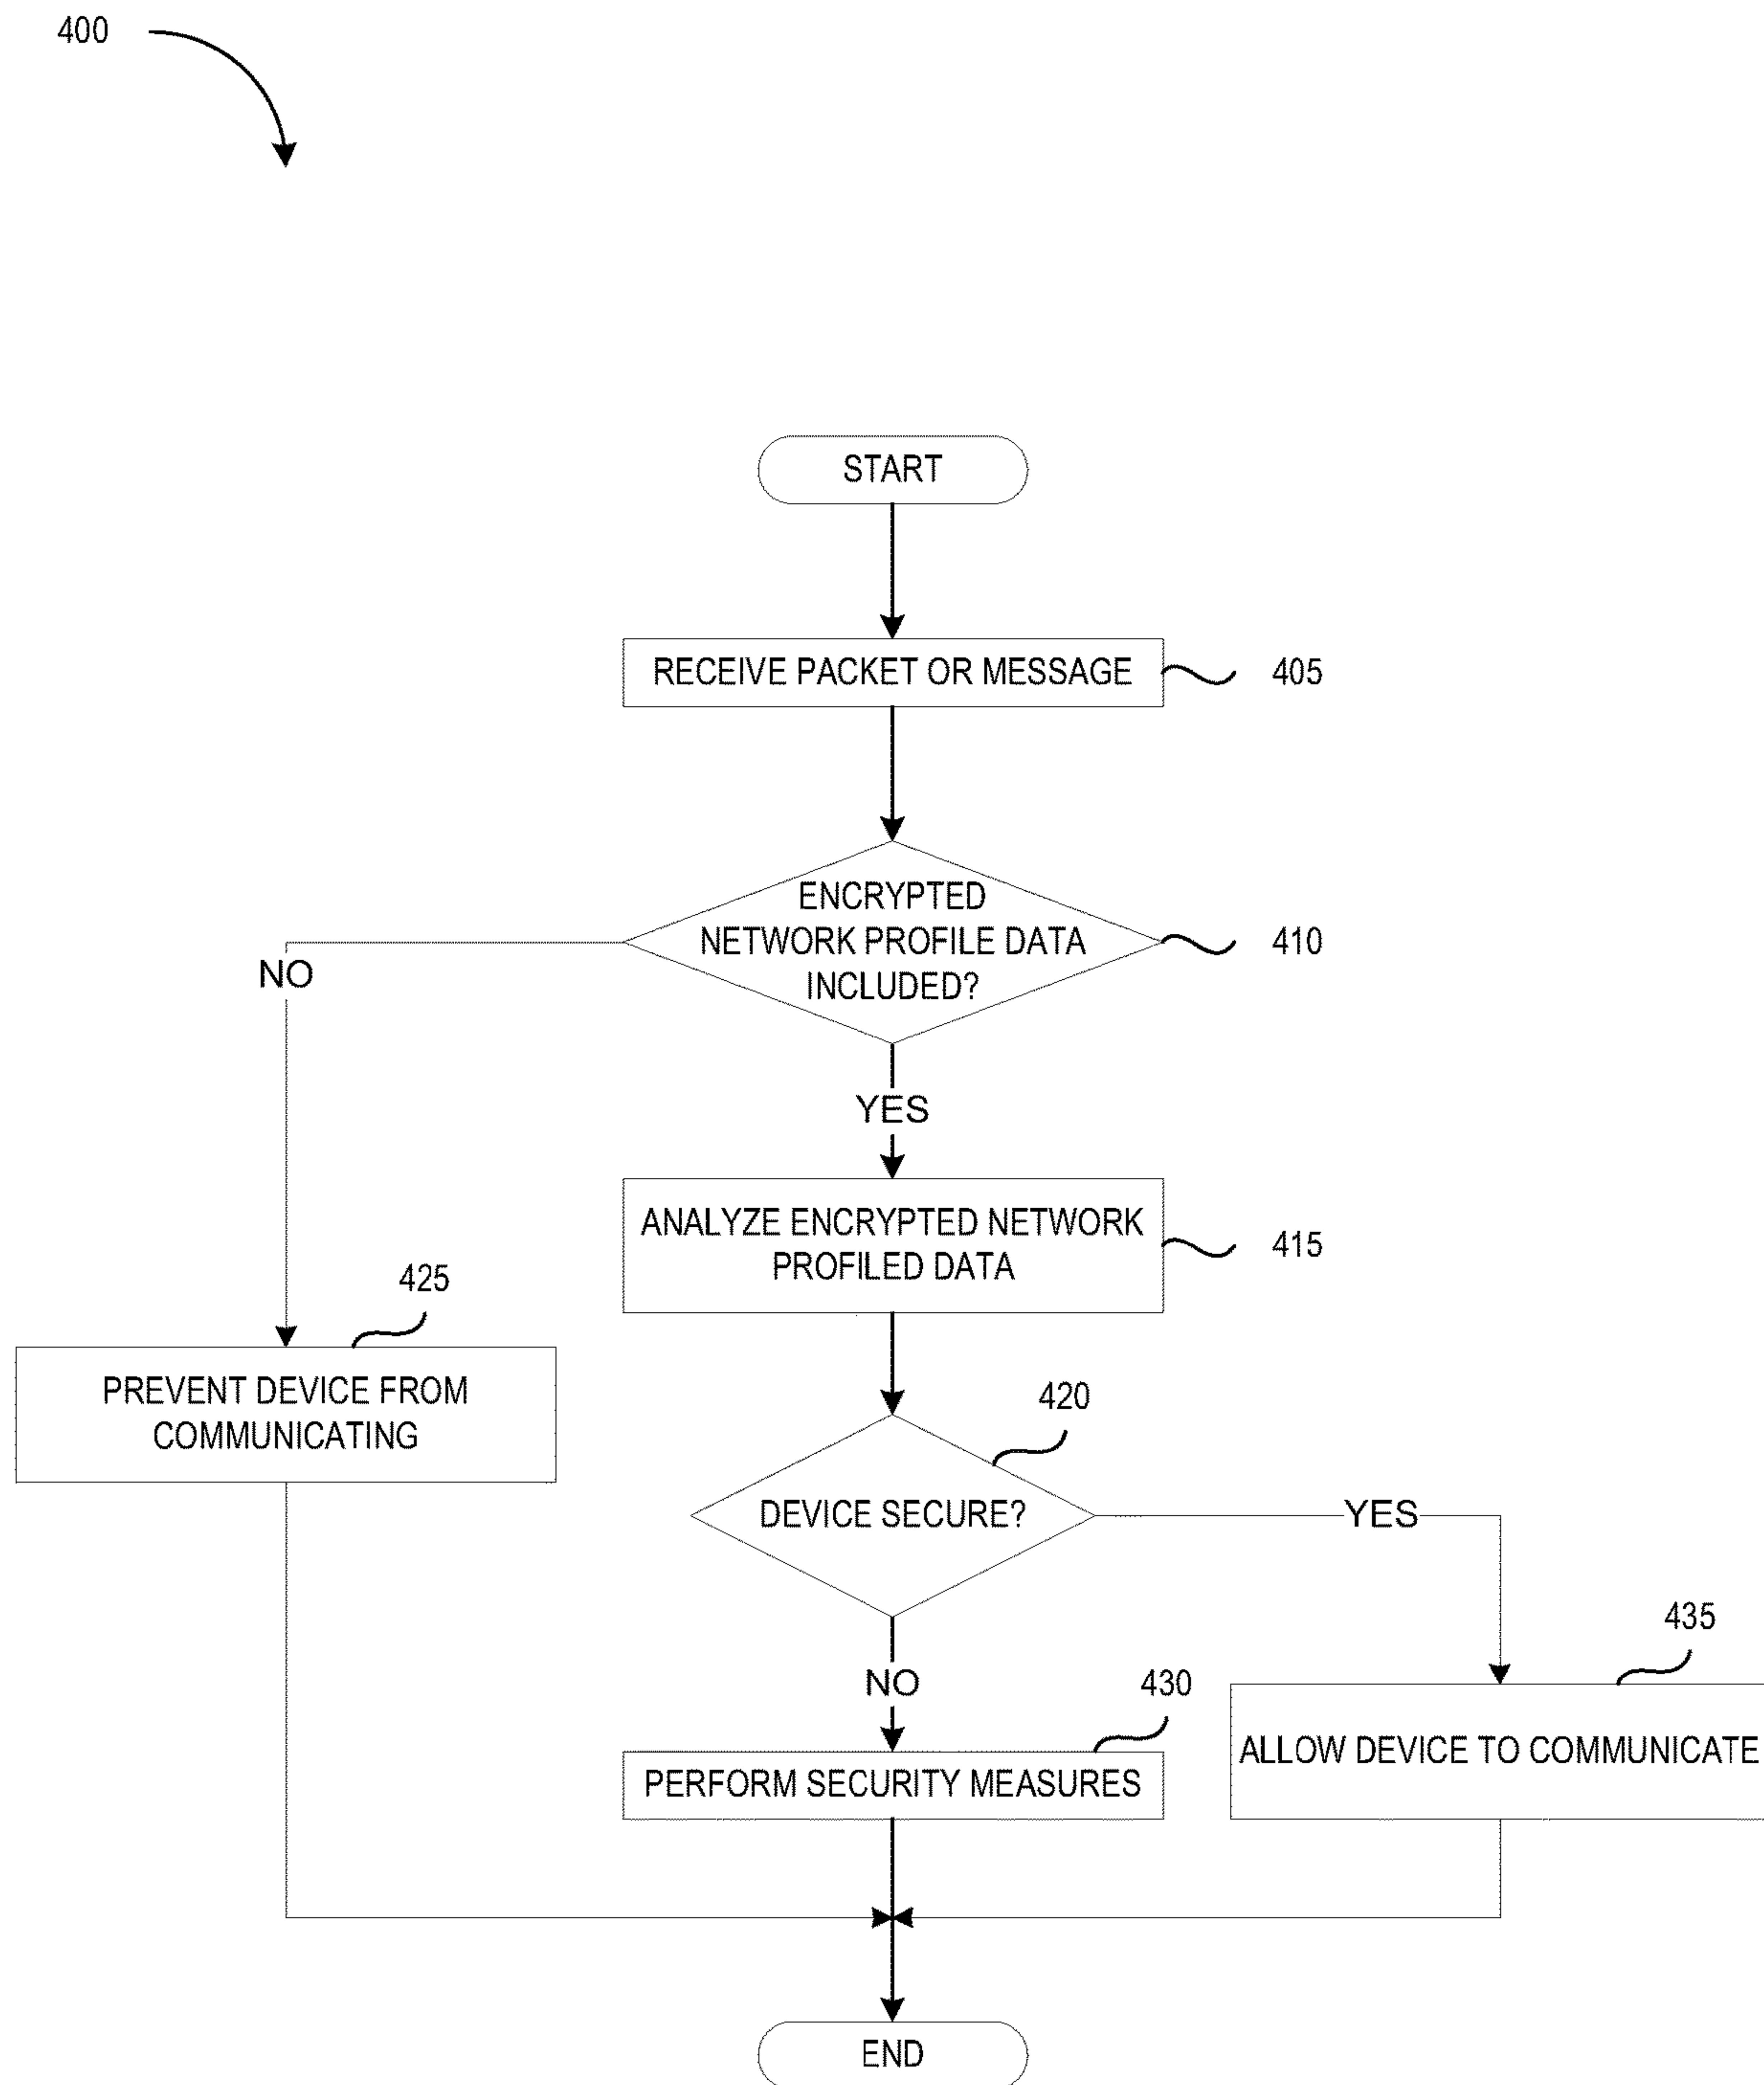 400
START
RECEIVE PACKET OR MESSAGE
405
ENCRYPTED
NETWORK PROFILE DATA
INCLUDED?
410
NO
YES
ANALYZE ENCRYPTED NETWORK
PROFILED DATA
415
425
PREVENT DEVICE FROM
COMMUNICATING
420
DEVICE SECURE?
YES
NO
430
PERFORM SECURITY MEASURES
435
ALLOW DEVICE TO COMMUNICATE
END